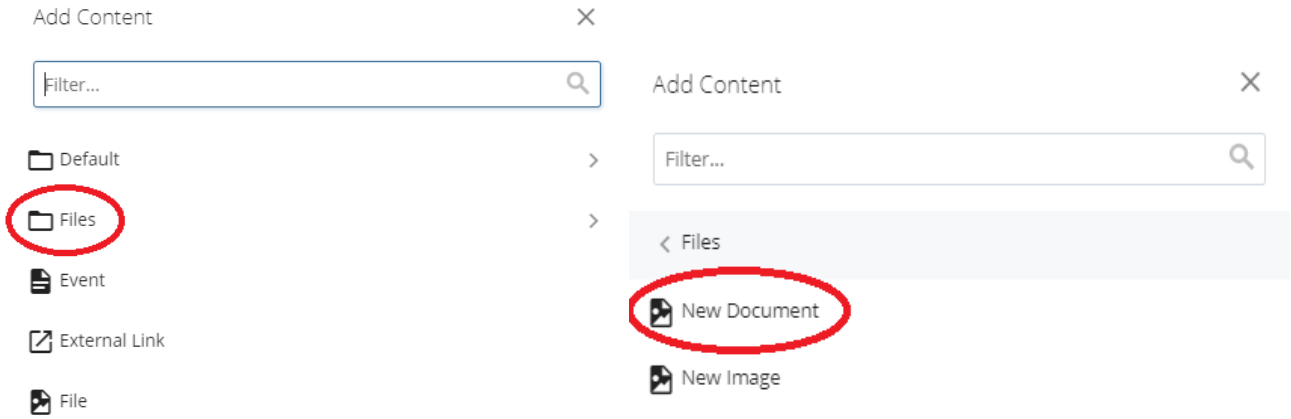 Add Content
Filter...
Default
Files
Event
External Link
File
Add Content
Filter...
Files
New Document
New Image